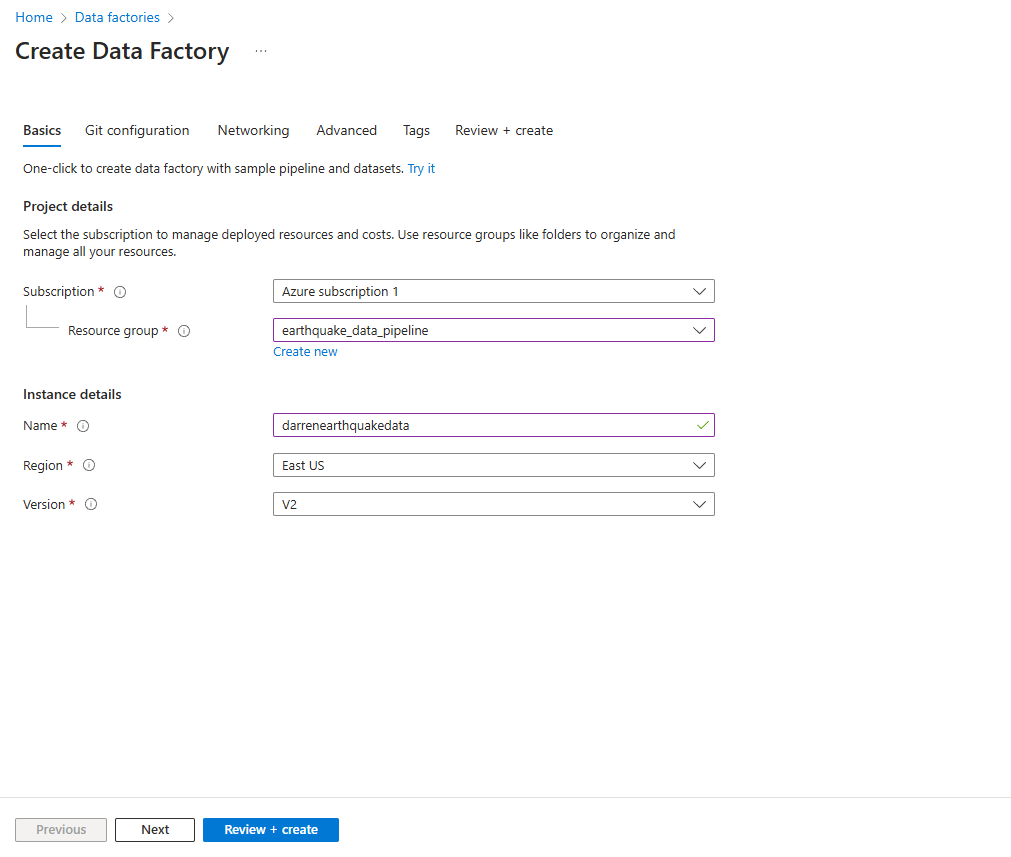 Home > Data factories >
Create Data Factory ...
Basics Git configuration Networking Advanced Tags Review + create
One-click to create data factory with sample pipeline and datasets. Try it
Project details
Select the subscription to manage deployed resources and costs. Use resource groups like folders to organize and
manage all your resources.
Subscription * Azure subscription 1
Resource group * earthquake_data_pipeline
Create new
Instance details
Name * darrenearthquakedata
Region * East US
Version * V2
Previous Next Review + create